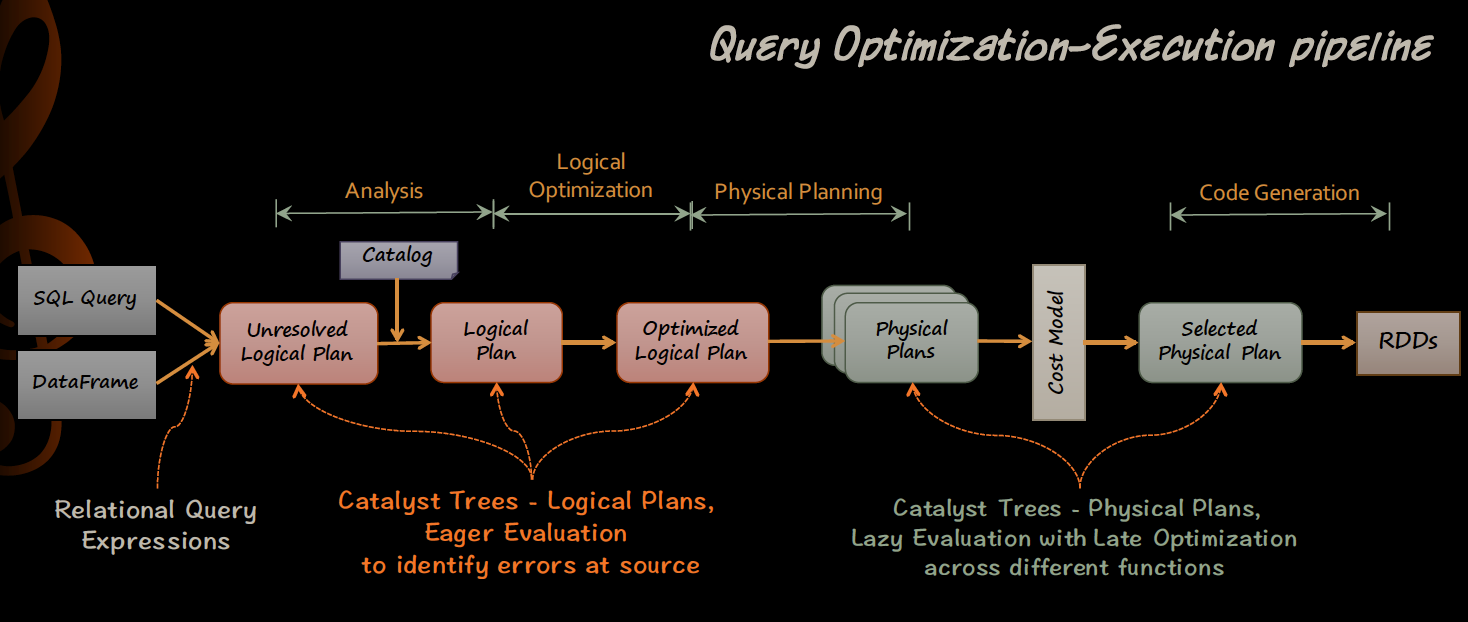 Query Optimization-Execution pipeline
Analysis
Logical
Optimization
Physical Planning
Code Generation
Catalog
SQL Query
DataFrame
Unresolved
Logical Plan
Logical
Plan
Optimized
Logical Plan
Physical
Plans
Cost Model
Selected
Physical Plan
RDDs
Relational Query
Expressions
Catalyst Trees - Logical Plans,
Eager Evaluation
to identify errors at source
Catalyst Trees - Physical Plans,
Lazy Evaluation with Late Optimization
across different functions